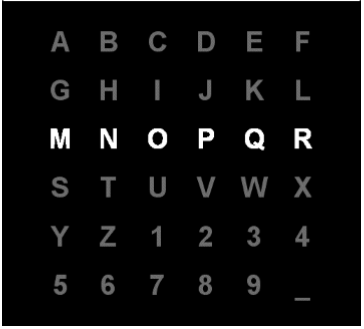 A B C D E F
G H I J K L
M N O P Q R
S T U V W X
Y Z 1 2 3 4
5 6 7 8 9 _